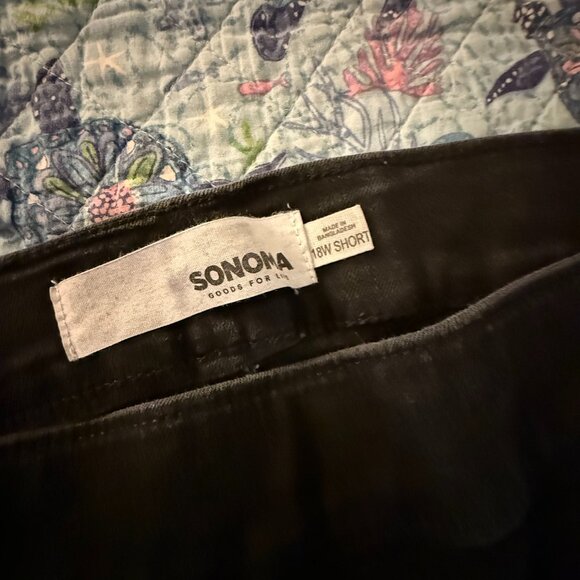 SONOMA
GOODS FOR
MADE IN
BANGLADESH
18W SHORT